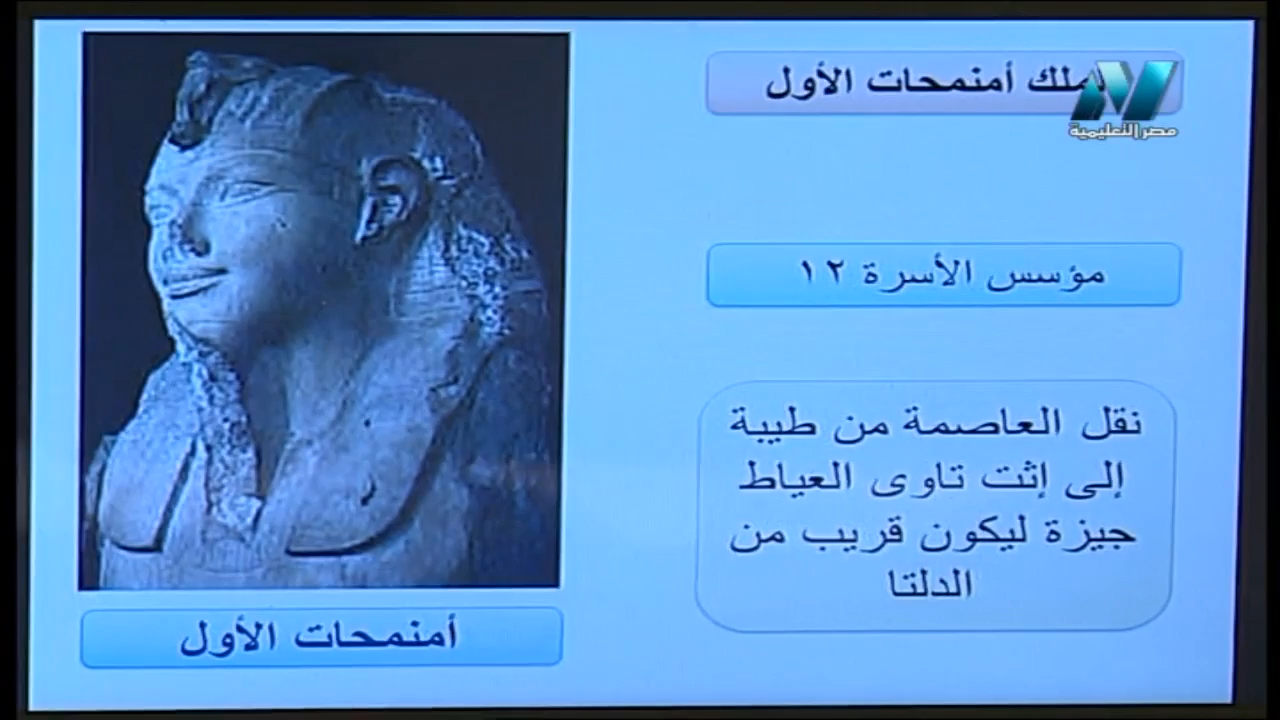 الملك أمنمحات الأول
مصر التعليمية
مؤسس الأسرة ١٢
نقل العاصمة من طيبة
إلى إثت تاوى العياط
جيزة ليكون قريب من
الدلتا
أمنمحات الأول